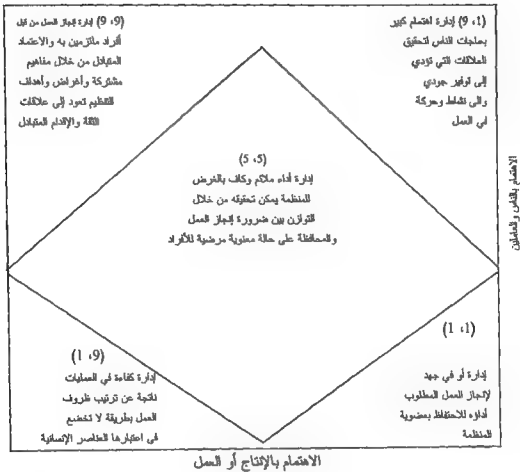 (1، 9) إدارة اهتمام كبير
بحاجات الناس لتحقيق
العلاقات التي تؤدي
إلى توفير جودي
والى نشاط وحركة
في العمل
(9، 9) إدارة إنجاز العمل من قبل
أفراد ملتزمين به والاعتماد
المتبادل من خلال مفاهيم
مشتركة وأغراض وأهداف
التنظيم تعود إلى علاقات
الثقة والإقدام المتبادل
(5، 5)
إدارة أداء ملائم وكاف بالغرض
للمنظمة يمكن تحقيقه من خلال
التوازن بين ضرورة إنجاز العمل
والمحافظة على حالة معنوية مرضية للأفراد
الاهتمام بالناس والعاملين
(1، 1)
إدارة أو في جهد
لإنجاز العمل المطلوب
أداؤه للاحتفاظ بعضوية
المنظمة
(9، 1)
إدارة كفاءة في العمليات
ناتجة عن ترتيب ظروف
العمل بطريقة لا تخضع
في اعتبارها العناصر الإنسانية
الاهتمام بالإنتاج أو العمل